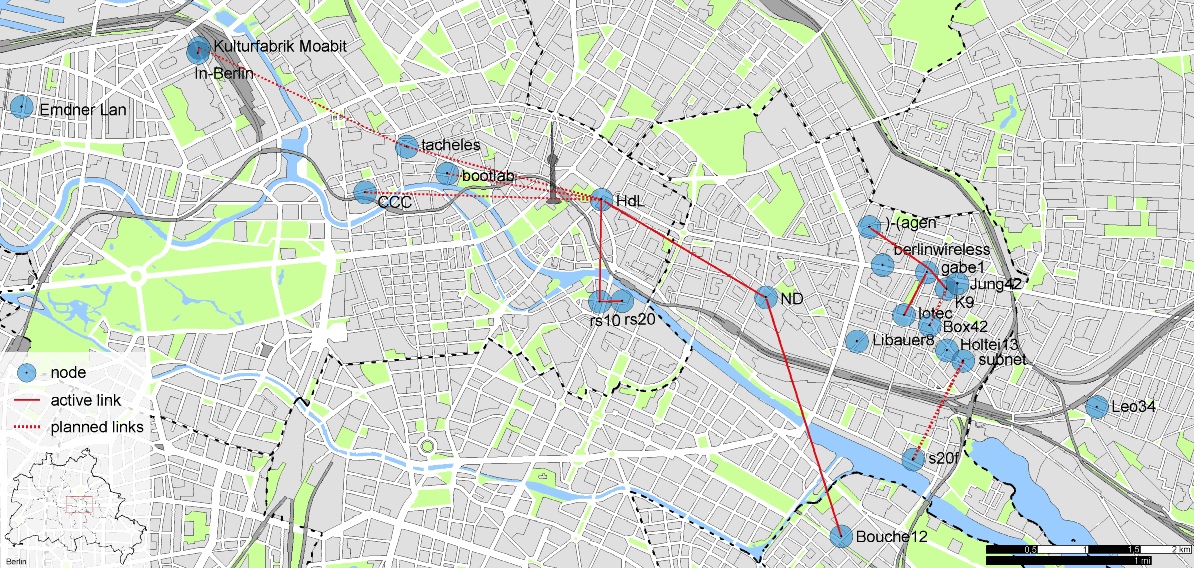 Kulturfabrik Moabit
In-Berlin
Emdner Lan
tacheles
bootlab
CCC
HdL
)-(agen
berlinwireless
gabe1
Jung42
K9
ND
lotec
rs10
rs20
Box42
Libauer8
Holtei13
subnet
node
active link
planned links
Leo34
s20f
Bouche12
Berlin
0,5 1 1,5 2 km
1 mi